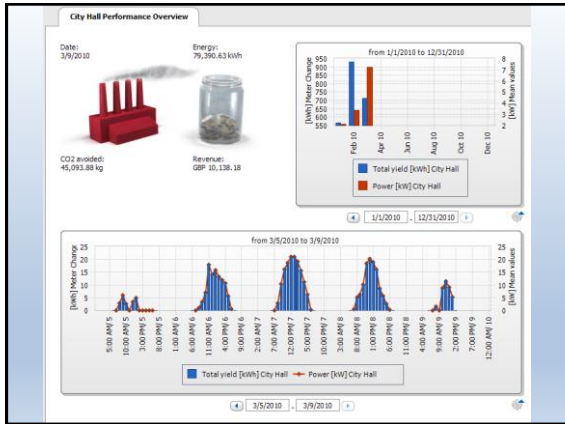 City Hall Performance Overview
Date:
3/9/2010
Energy:
79,390.63 kWh
CO2 avoided:
45,093.88 kg
Revenue:
GBP 10,138.18
from 1/1/2010 to 12/31/2010
[kWh] Meter Change
950
900
850
800
750
700
650
600
550
8
7
6
5
4
3
2
[kW] Mean values
Feb 10
Apr 10
Jun 10
Aug 10
Oct 10
Dec 10
Total yield [kWh] City Hall
Power [kW] City Hall
1/1/2010 - 12/31/2010
from 3/5/2010 to 3/9/2010
[kWh] Meter Change
25
20
15
10
5
0
25
20
15
10
5
0
[kW] Mean values
5:00 AM/ 5
10:00 AM/ 5
3:00 PM/ 5
8:00 PM/ 5
1:00 AM/ 6
6:00 AM/ 6
11:00 AM/ 6
4:00 PM/ 6
9:00 PM/ 6
2:00 AM/ 7
7:00 AM/ 7
12:00 PM/ 7
5:00 PM/ 7
10:00 PM/ 7
3:00 AM/ 8
8:00 AM/ 8
1:00 PM/ 8
6:00 PM/ 8
11:00 PM/ 8
4:00 AM/ 9
9:00 AM/ 9
2:00 PM/ 9
7:00 PM/ 9
12:00 AM/ 10
Total yield [kWh] City Hall Power [kW] City Hall
3/5/2010 - 3/9/2010